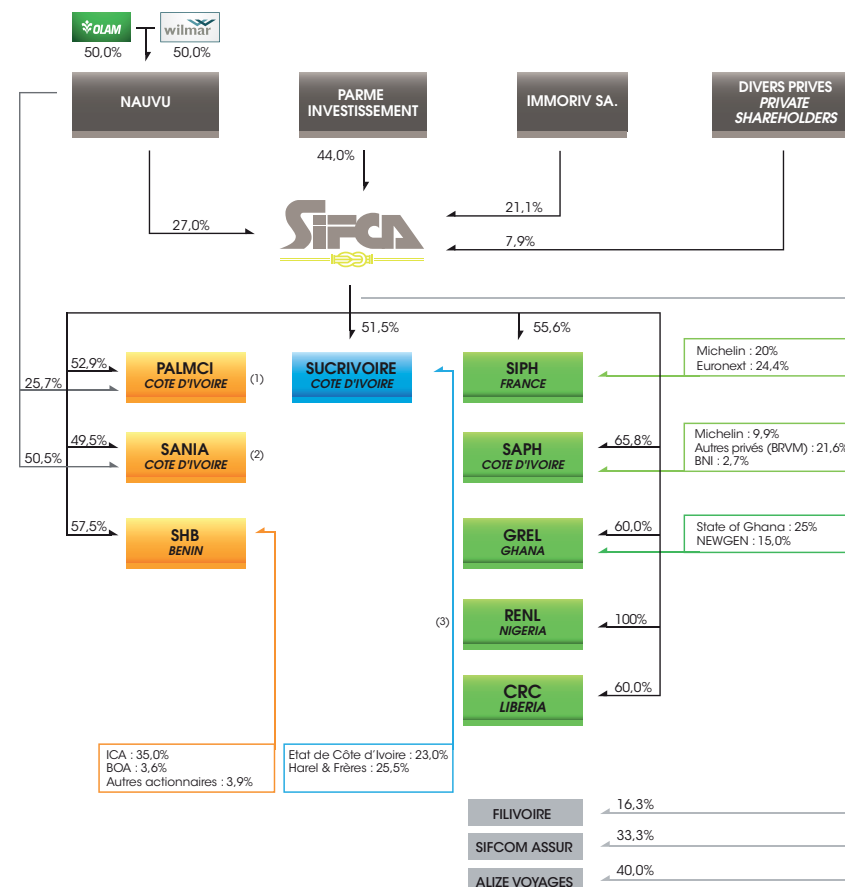 OLAM
wilmar
50,0%
50,0%
NAUVU
PARME
INVESTISSEMENT
IMMORIV SA.
DIVERS PRIVES
PRIVATE
SHAREHOLDERS
44,0%
27,0%
SIFCA
21,1%
7,9%
51,5%
55,6%
52,9%
25,7%
PALMCI
COTE D'IVOIRE
(1)
SUCRIVOIRE
COTE D'IVOIRE
SIPH
FRANCE
Michelin : 20%
Euronext : 24,4%
49,5%
50,5%
SANIA
COTE D'IVOIRE
(2)
SAPH
COTE D'IVOIRE
65,8%
Michelin : 9,9%
Autres privés (BRVM) : 21,6%
BNI : 2,7%
57,5%
SHB
BENIN
GREL
GHANA
60,0%
State of Ghana : 25%
NEWGEN : 15,0%
(3)
RENL
NIGERIA
100%
CRC
LIBERIA
60,0%
ICA : 35,0%
BOA : 3,6%
Autres actionnaires : 3,9%
Etat de Côte d'Ivoire : 23,0%
Harel & Frères : 25,5%
FILIVOIRE
16,3%
SIFCOM ASSUR
33,3%
ALIZE VOYAGES
40,0%